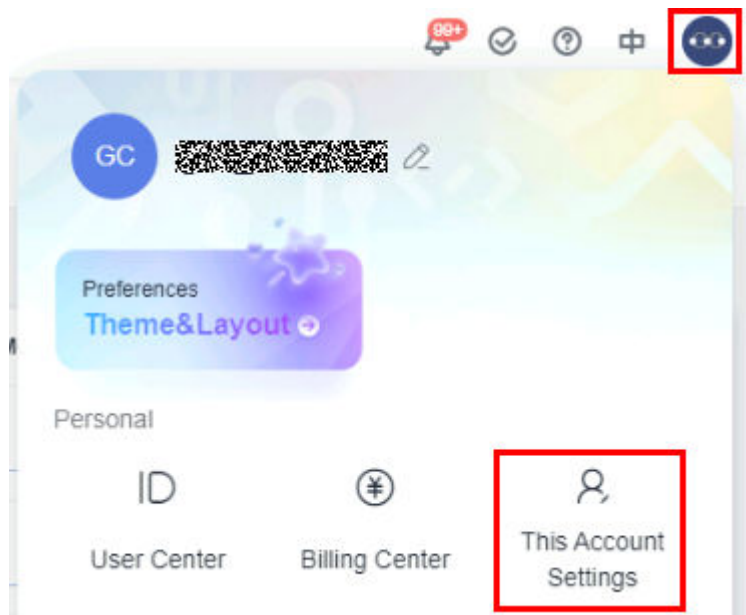 99+
中
GC
Preferences
Theme&Layout
M
Personal
ID
User Center
Billing Center
This Account
Settings